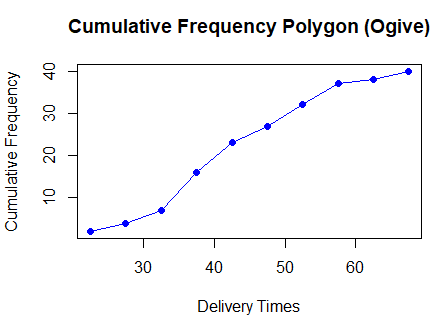 Cumulative Frequency Polygon (Ogive)
Cumulative Frequency
40
30
20
10
30 40 50 60
Delivery Times